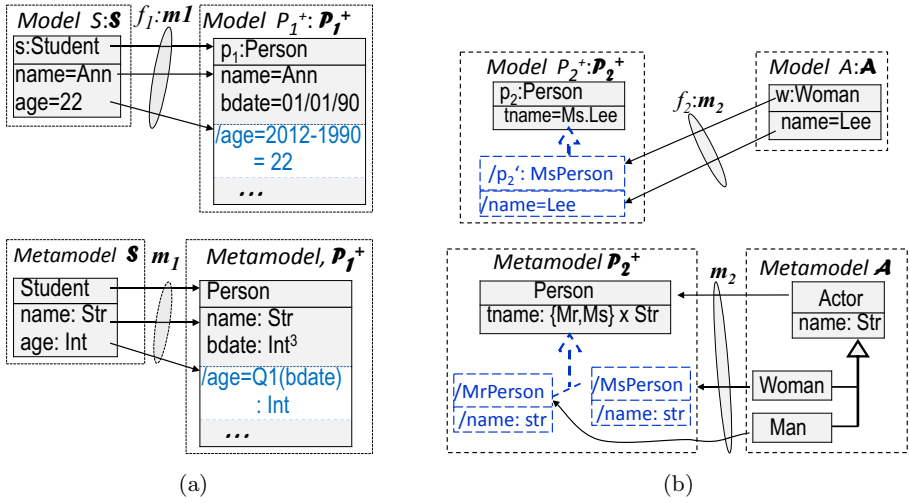 Model S:𝓢
f₁:m1
Model P₁⁺: 𝓟₁⁺
s:Student
name=Ann
age=22
p₁:Person
name=Ann
bdate=01/01/90
/age=2012-1990
= 22
...
Metamodel 𝓢
m₁
Metamodel, 𝓟₁⁺
Student
name: Str
age: Int
Person
name: Str
bdate: Int³
/age=Q1(bdate)
: Int
...
(a)
Model P₂⁺:𝓟₂⁺
f₂:m₂
Model A:𝓐
p₂:Person
tname=Ms.Lee
/p₂‘: MsPerson
/name=Lee
w:Woman
name=Lee
Metamodel 𝓟₂⁺
m₂
Metamodel 𝓐
Person
tname: {Mr,Ms} x Str
/MrPerson
/name: str
/MsPerson
/name: str
Actor
name: Str
Woman
Man
(b)